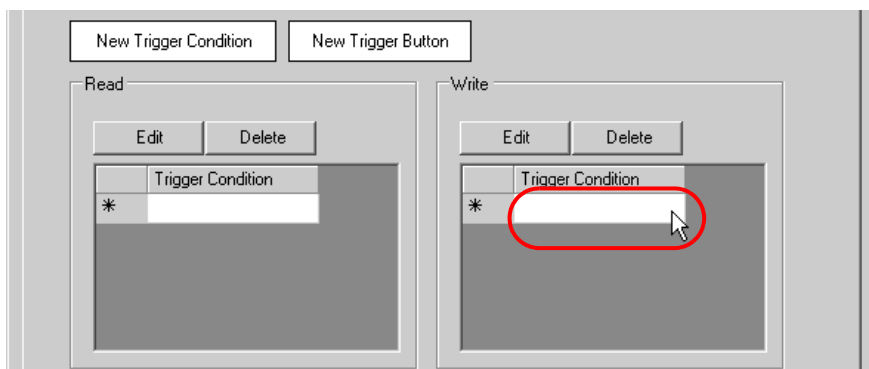 New Trigger Condition New Trigger Button
Read Write
Edit Delete Edit Delete
Trigger Condition Trigger Condition
* *